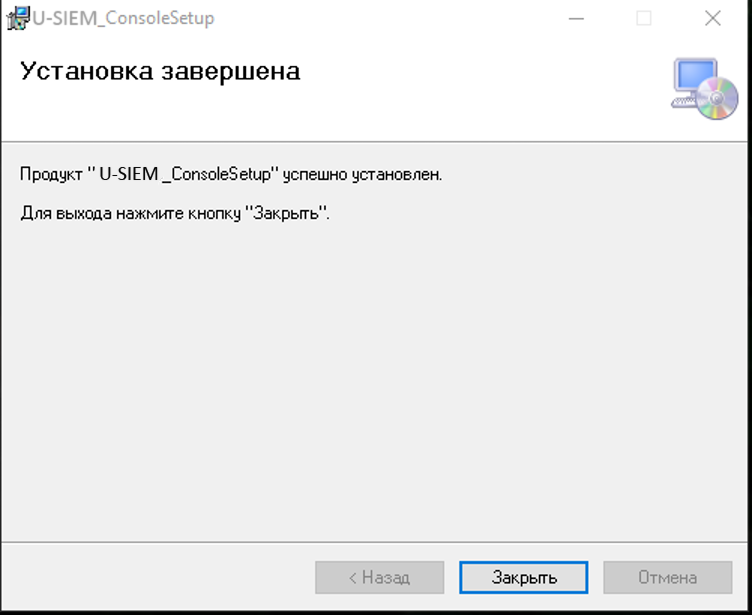 U-SIEM_ConsoleSetup
Установка завершена
Продукт " U-SIEM _ConsoleSetup" успешно установлен.
Для выхода нажмите кнопку "Закрыть".
< Назад
Закрыть
Отмена